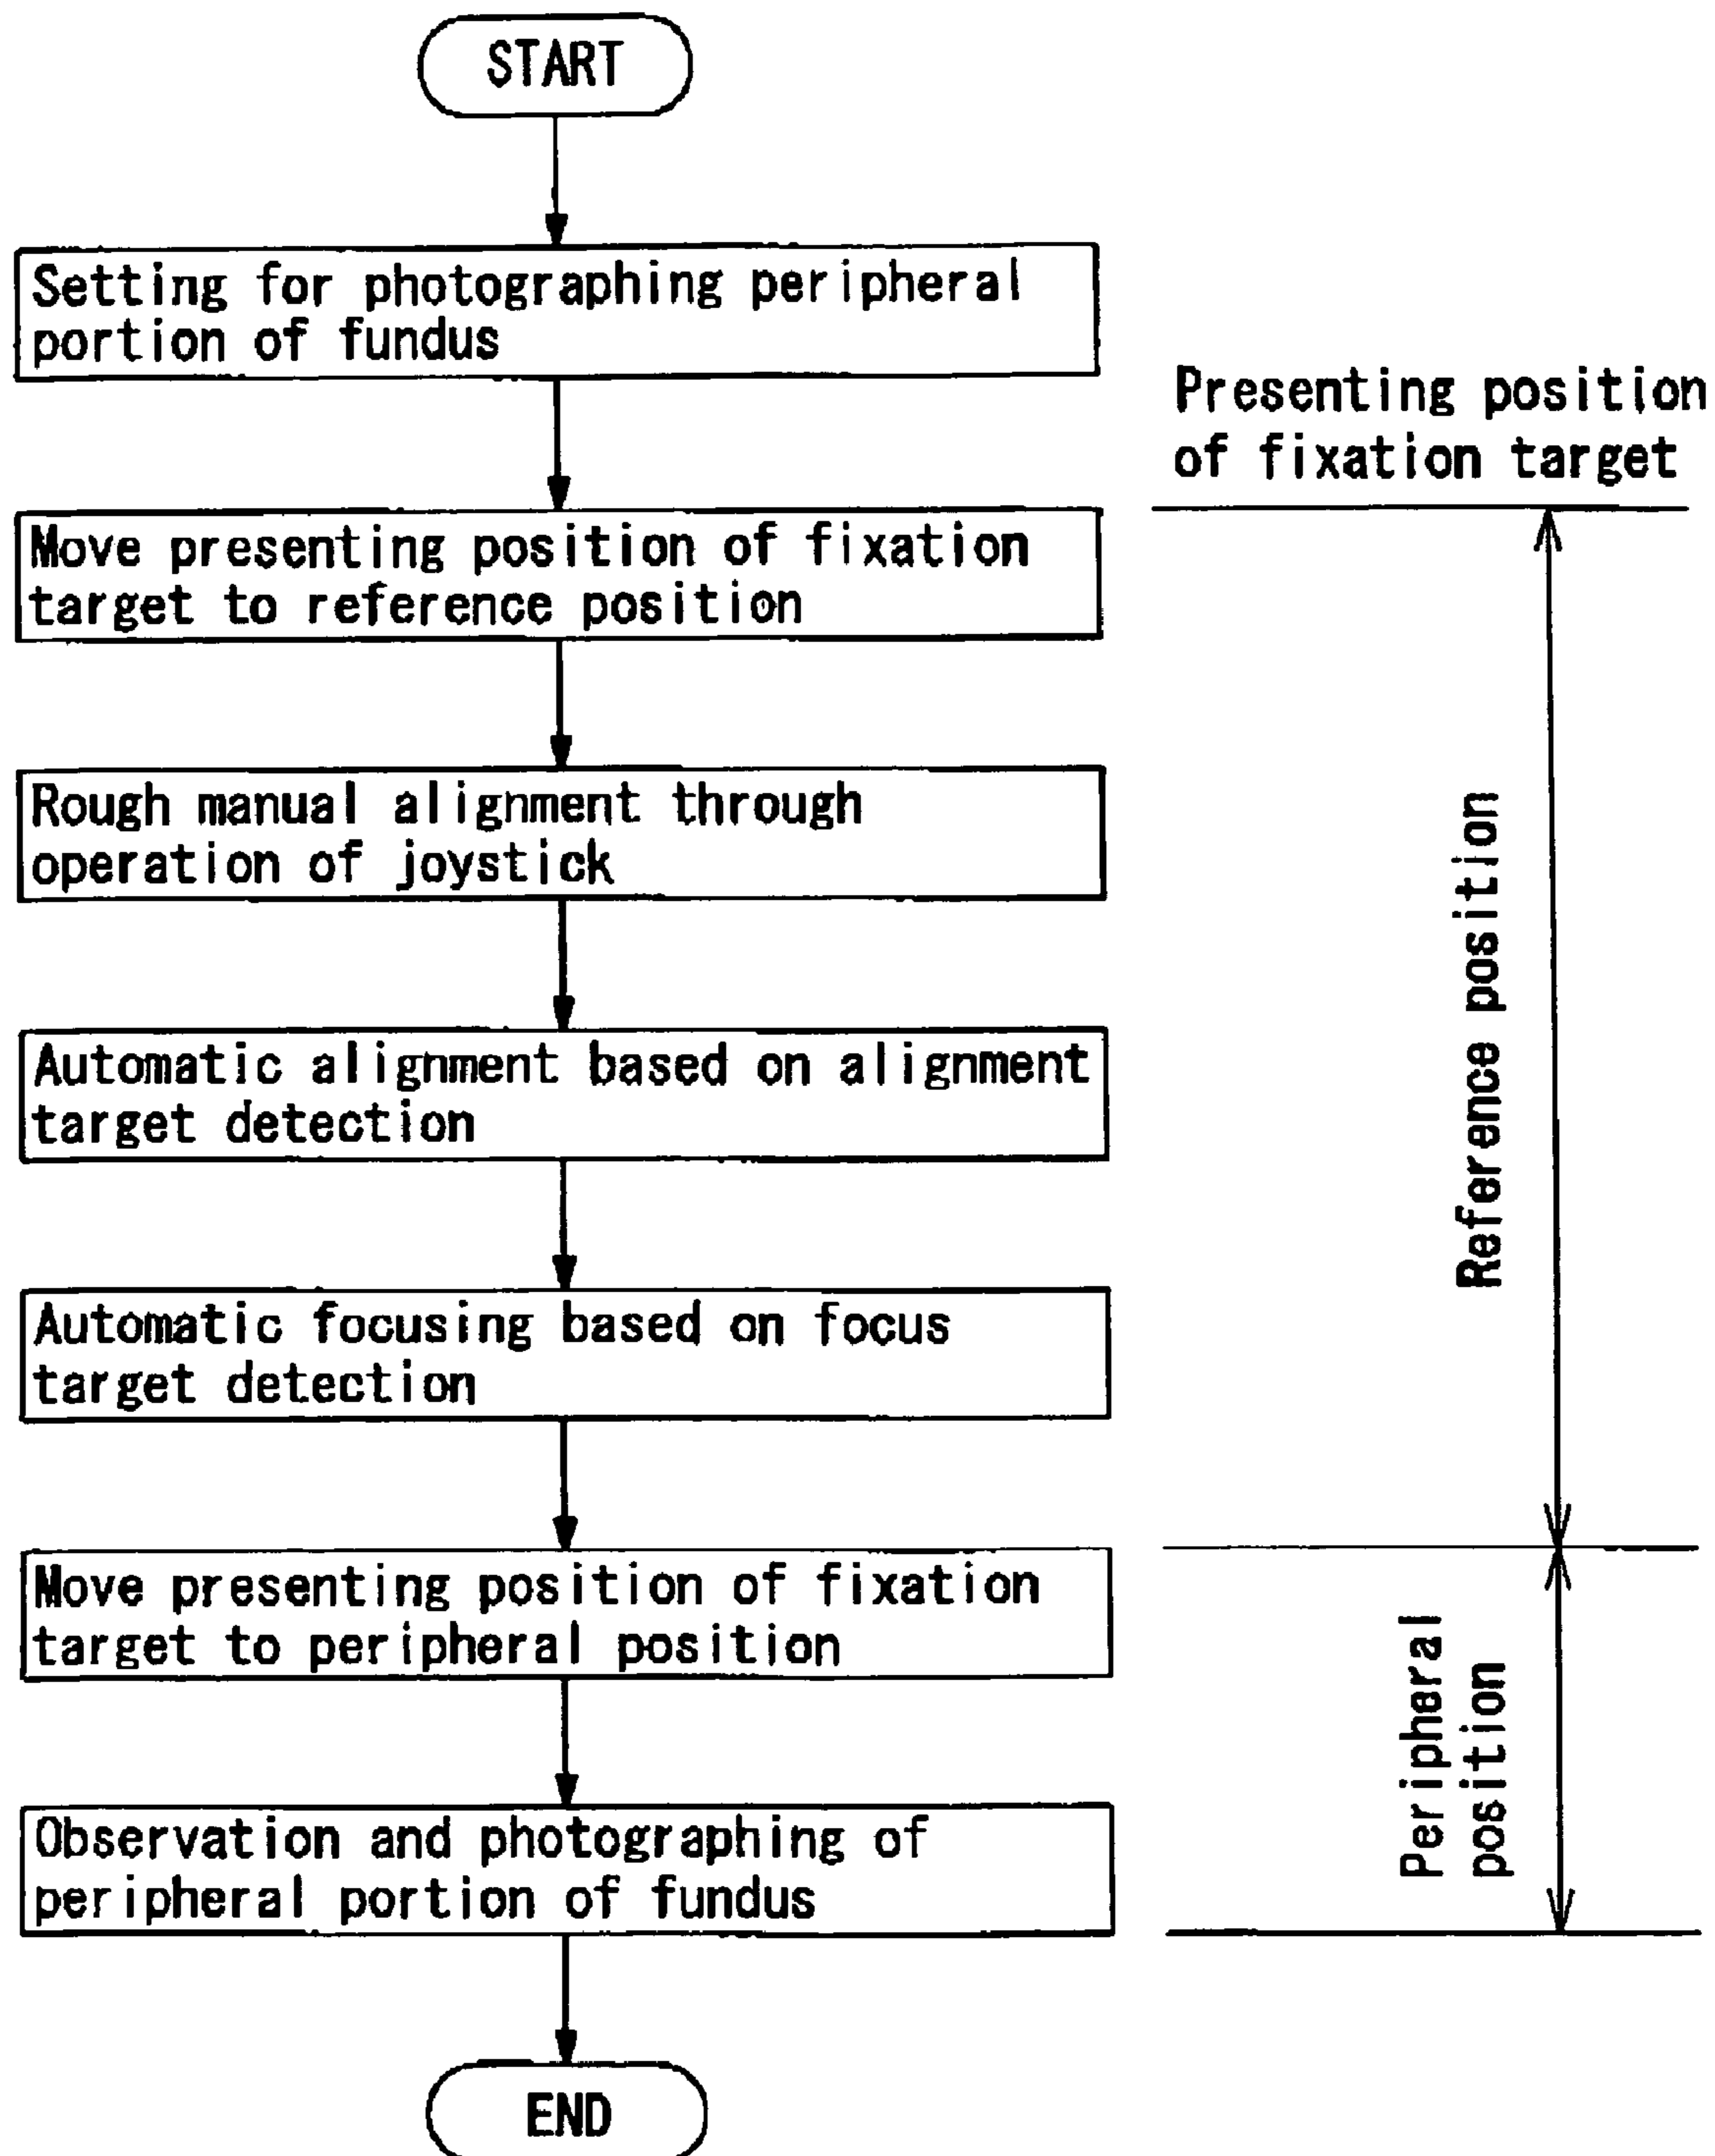 START
Setting for photographing peripheral
portion of fundus
Presenting position
of fixation target
Move presenting position of fixation
target to reference position
Rough manual alignment through
operation of joystick
Automatic alignment based on alignment
target detection
Automatic focusing based on focus
target detection
Reference position
Move presenting position of fixation
target to peripheral position
Observation and photographing of
peripheral portion of fundus
Peripheral
position
END